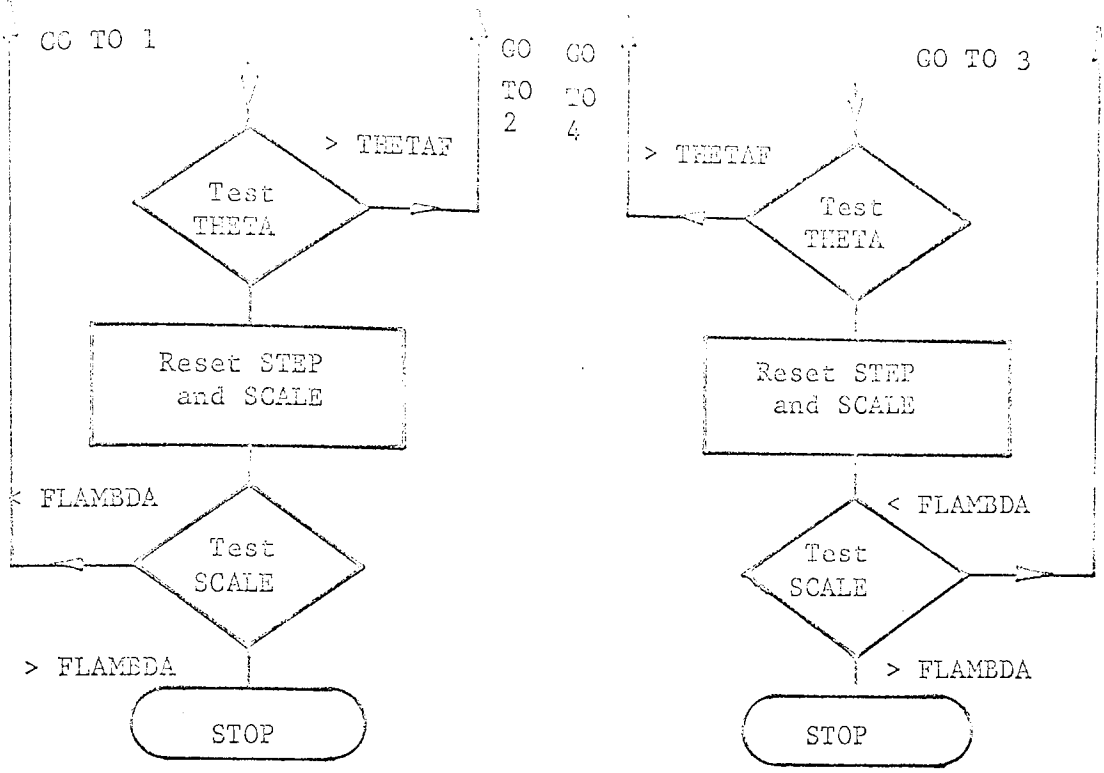 GO TO 1
GO
TO
2
GO
TO
4
GO TO 3
> THETAF
Test
THETA
> THETAF
Test
THETA
Reset STEP
and SCALE
Reset STEP
and SCALE
< FLAMBDA
Test
SCALE
< FLAMBDA
Test
SCALE
> FLAMBDA
STOP
> FLAMBDA
STOP